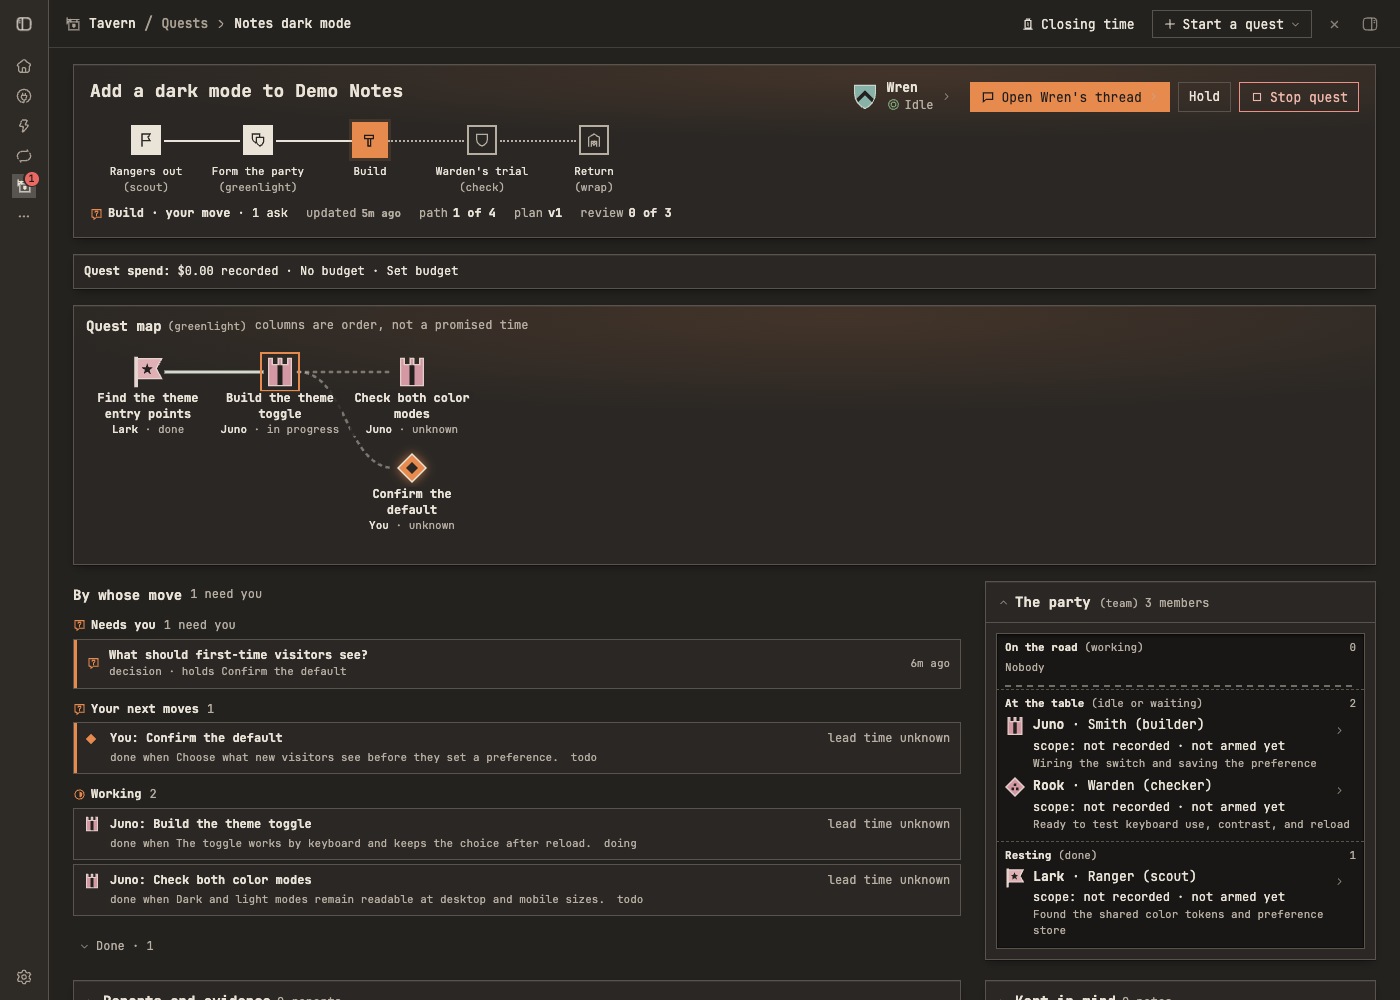 Tavern / Quests > Notes dark mode
Closing time
+ Start a quest
1
Add a dark mode to Demo Notes
Wren
Idle
Open Wren's thread
Hold
Stop quest
Rangers out
(scout)
Form the party
(greenlight)
Build
Warden's trial
(check)
Return
(wrap)
Build · your move · 1 ask updated 5m ago path 1 of 4 plan v1 review 0 of 3
Quest spend: $0.00 recorded · No budget · Set budget
Quest map (greenlight) columns are order, not a promised time
Find the theme
entry points
Lark · done
Build the theme
toggle
Juno · in progress
Check both color
modes
Juno · unknown
Confirm the
default
You · unknown
By whose move 1 need you
Needs you 1 need you
What should first-time visitors see?
decision · holds Confirm the default
6m ago
Your next moves 1
You: Confirm the default
lead time unknown
done when Choose what new visitors see before they set a preference. todo
Working 2
Juno: Build the theme toggle
lead time unknown
done when The toggle works by keyboard and keeps the choice after reload. doing
Juno: Check both color modes
lead time unknown
done when Dark and light modes remain readable at desktop and mobile sizes. todo
Done · 1
The party (team) 3 members
On the road (working) 0
Nobody
At the table (idle or waiting) 2
Juno · Smith (builder)
scope: not recorded · not armed yet
Wiring the switch and saving the preference
Rook · Warden (checker)
scope: not recorded · not armed yet
Ready to test keyboard use, contrast, and reload
Resting (done) 1
Lark · Ranger (scout)
scope: not recorded · not armed yet
Found the shared color tokens and preference
store